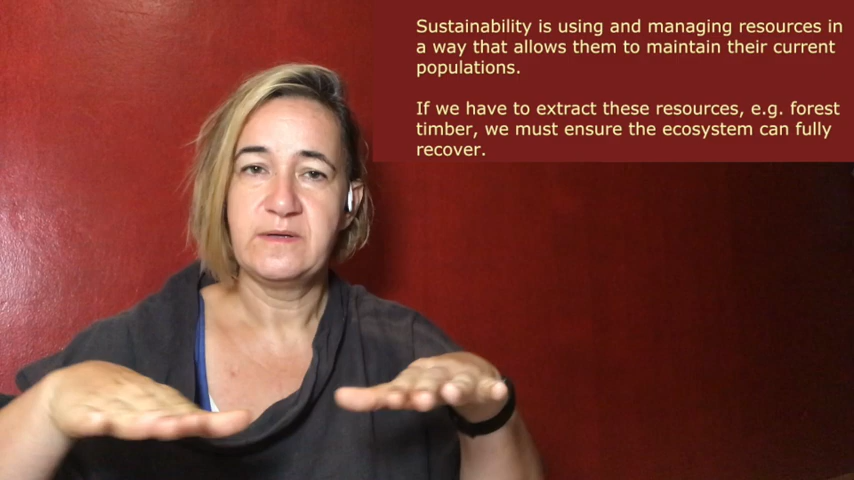 Sustainability is using and managing resources in
a way that allows them to maintain their current
populations.
If we have to extract these resources, e.g. forest
timber, we must ensure the ecosystem can fully
recover.